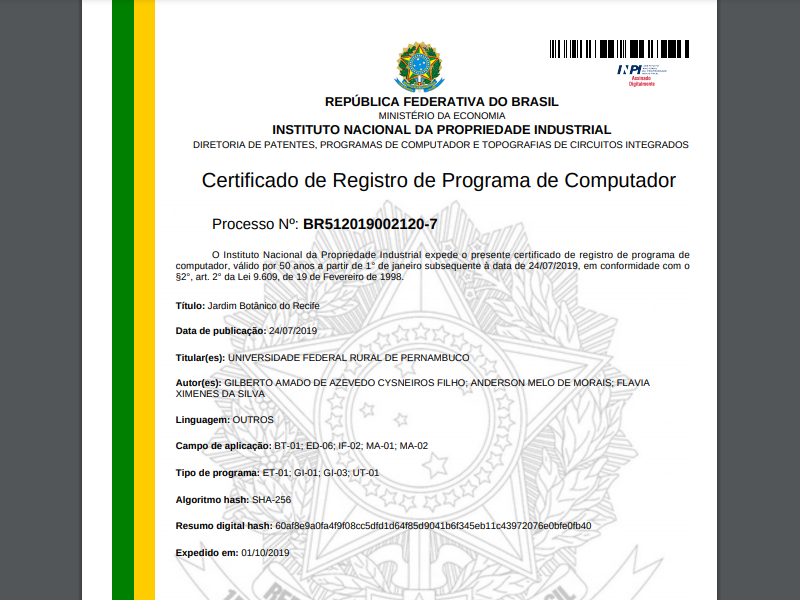 INPI
Assinado
Digitalmente
REPÚBLICA FEDERATIVA DO BRASIL
MINISTÉRIO DA ECONOMIA
INSTITUTO NACIONAL DA PROPRIEDADE INDUSTRIAL
DIRETORIA DE PATENTES, PROGRAMAS DE COMPUTADOR E TOPOGRAFIAS DE CIRCUITOS INTEGRADOS
Certificado de Registro de Programa de Computador
Processo Nº: BR512019002120-7
O Instituto Nacional da Propriedade Industrial expede o presente certificado de registro de programa de
computador, válido por 50 anos a partir de 1° de janeiro subsequente à data de 24/07/2019, em conformidade com o
§2°, art. 2° da Lei 9.609, de 19 de Fevereiro de 1998.
Título: Jardim Botânico do Recife
Data de publicação: 24/07/2019
Titular(es): UNIVERSIDADE FEDERAL RURAL DE PERNAMBUCO
Autor(es): GILBERTO AMADO DE AZEVEDO CYSNEIROS FILHO; ANDERSON MELO DE MORAIS; FLAVIA
XIMENES DA SILVA
Linguagem: OUTROS
Campo de aplicação: BT-01; ED-06; IF-02; MA-01; MA-02
Tipo de programa: ET-01; GI-01; GI-03; UT-01
Algoritmo hash: SHA-256
Resumo digital hash: 60af8e9a0fa4f9f08cc5dfd1d64f85d9041b6f345eb11c43972076e0bfe0fb40
Expedido em: 01/10/2019